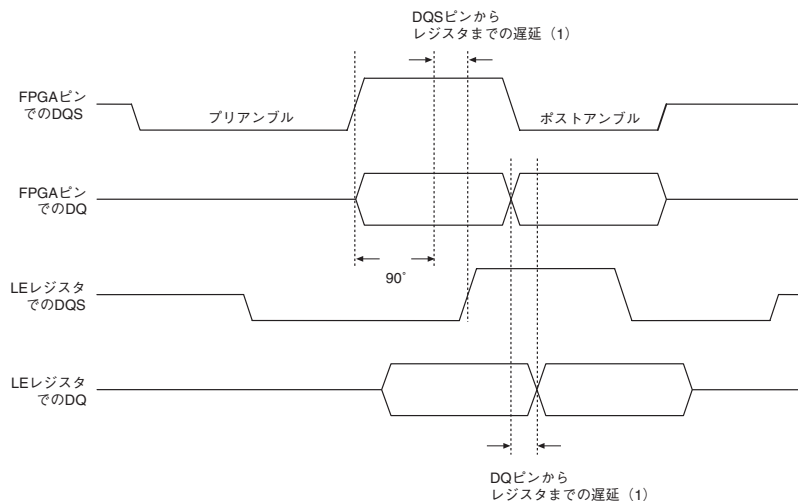 DQSピンから
レジスタまでの遅延（1）
FPGAピン
でのDQS
プリアンブル
ポストアンブル
FPGAピン
でのDQ
90˚
LEレジスタ
でのDQS
LEレジスタ
でのDQ
DQピンから
レジスタまでの遅延（1）